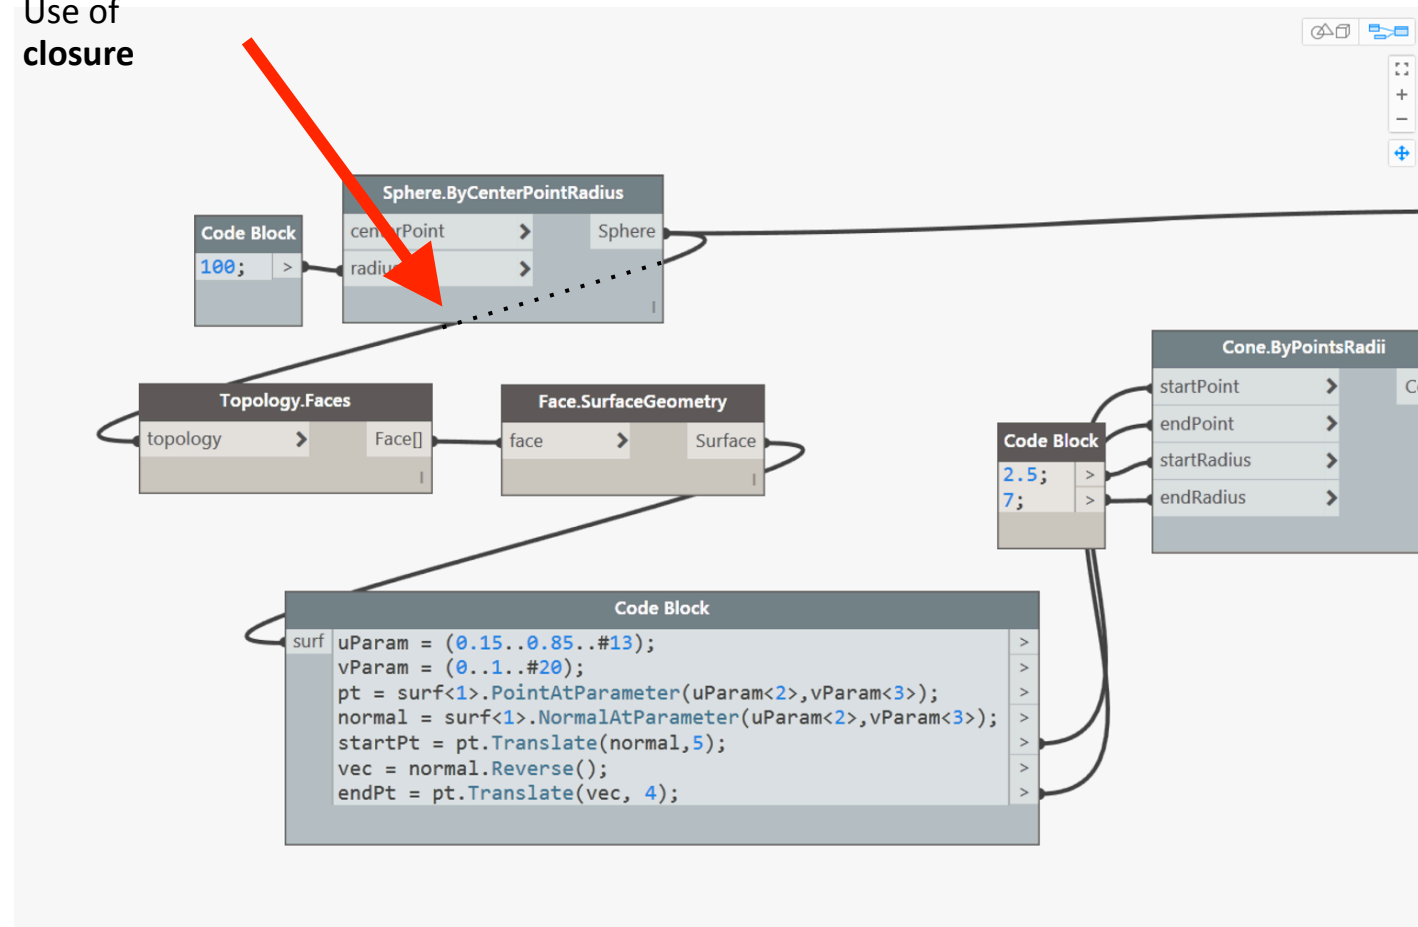 Use of
closure
Sphere.ByCenterPointRadius
centerPoint > Sphere
radius >
Code Block
100; >
Topology.Faces
topology > Face[]
Face.SurfaceGeometry
face > Surface
Cone.ByPointsRadii
startPoint >
endPoint >
startRadius >
endRadius >
Code Block
2.5; >
7; >
Code Block
surf uParam = (0.15..0.85..#13); >
vParam = (0..1..#20); >
pt = surf<1>.PointAtParameter(uParam<2>,vParam<3>); >
normal = surf<1>.NormalAtParameter(uParam<2>,vParam<3>); >
startPt = pt.Translate(normal,5); >
vec = normal.Reverse(); >
endPt = pt.Translate(vec, 4); >